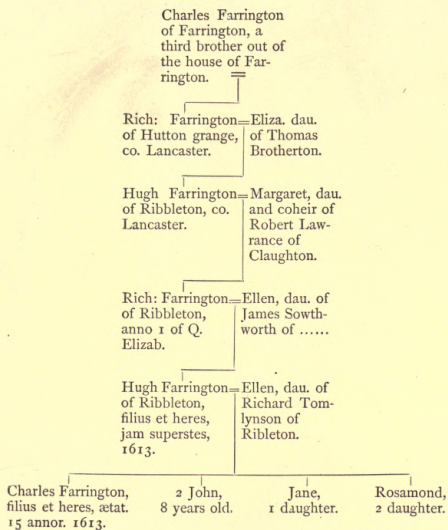 Charles Farrington
of Farrington, a
third brother out of
the house of Far-
rington.
Rich: Farrington=Eliza. dau.
of Hutton grange, of Thomas
co. Lancaster. Brotherton.
Hugh Farrington=Margaret, dau.
of Ribbleton, co. and coheir of
Lancaster. Robert Law-
rance of
Claughton.
Rich: Farrington=Ellen, dau. of
of Ribbleton, James Sowth-
anno 1 of Q. worth of ......
Elizab.
Hugh Farrington=Ellen, dau. of
of Ribbleton, Richard Tom-
filius et heres, lynson of
jam superstes, Ribleton.
1613.
Charles Farrington, 2 John, Jane, Rosamond,
filius et heres, ætat. 8 years old. 1 daughter. 2 daughter.
15 annor. 1613.